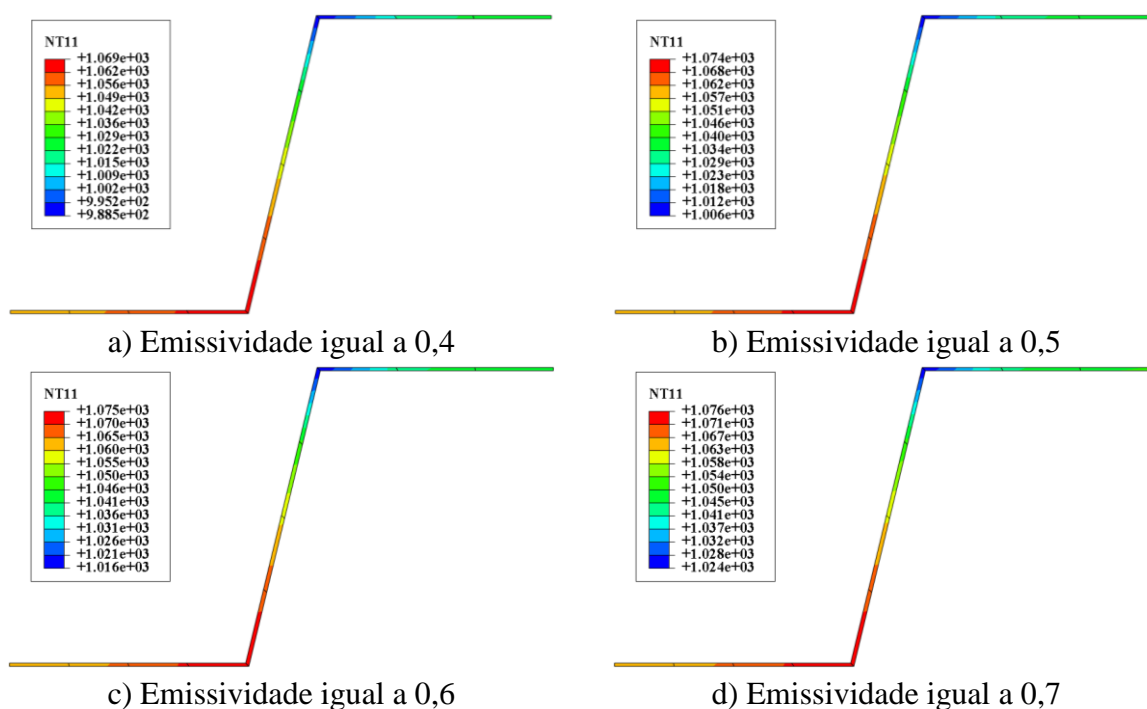 NT11
+1.069e+03
+1.062e+03
+1.056e+03
+1.049e+03
+1.042e+03
+1.036e+03
+1.029e+03
+1.022e+03
+1.015e+03
+1.009e+03
+1.002e+03
+9.952e+02
+9.885e+02
a) Emissividade igual a 0,4
NT11
+1.074e+03
+1.068e+03
+1.062e+03
+1.057e+03
+1.051e+03
+1.046e+03
+1.040e+03
+1.034e+03
+1.029e+03
+1.023e+03
+1.018e+03
+1.012e+03
+1.006e+03
b) Emissividade igual a 0,5
NT11
+1.075e+03
+1.070e+03
+1.065e+03
+1.060e+03
+1.055e+03
+1.050e+03
+1.046e+03
+1.041e+03
+1.036e+03
+1.031e+03
+1.026e+03
+1.021e+03
+1.016e+03
c) Emissividade igual a 0,6
NT11
+1.076e+03
+1.071e+03
+1.067e+03
+1.063e+03
+1.058e+03
+1.054e+03
+1.050e+03
+1.045e+03
+1.041e+03
+1.037e+03
+1.032e+03
+1.028e+03
+1.024e+03
d) Emissividade igual a 0,7